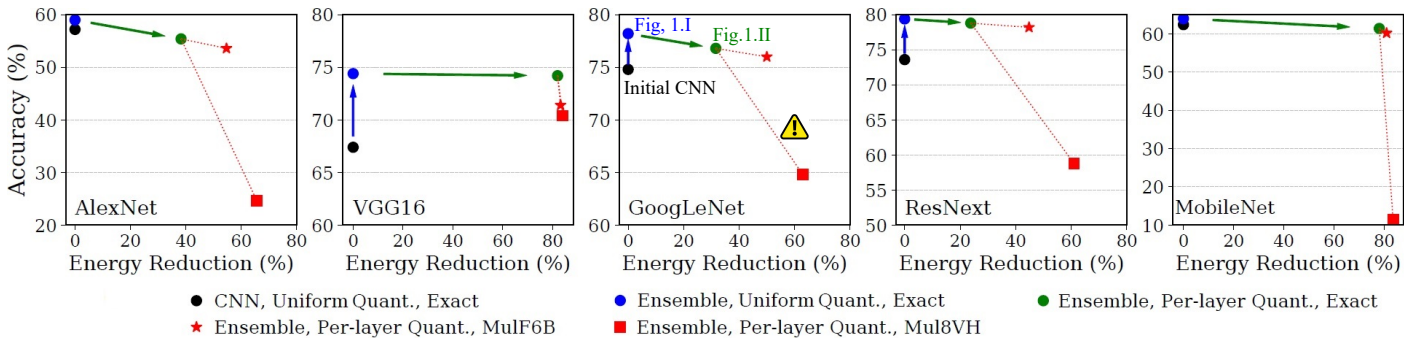 Accuracy (%)
60
50
40
30
20
AlexNet
0 20 40 60 80
Energy Reduction (%)
80
75
70
65
60
VGG16
0 20 40 60 80
Energy Reduction (%)
80
75
70
65
60
Fig, 1.I
Fig.1.II
Initial CNN
!
GoogLeNet
0 20 40 60 80
Energy Reduction (%)
80
75
70
65
60
55
50
ResNext
0 20 40 60 80
Energy Reduction (%)
60
50
40
30
20
10
MobileNet
0 20 40 60 80
Energy Reduction (%)
CNN, Uniform Quant., Exact
Ensemble, Uniform Quant., Exact
Ensemble, Per-layer Quant., Exact
Ensemble, Per-layer Quant., MulF6B
Ensemble, Per-layer Quant., Mul8VH